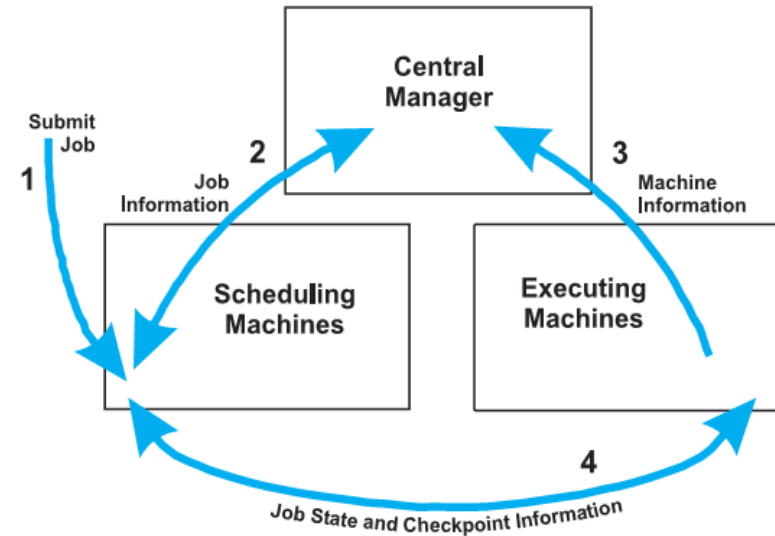 Central
Manager
Submit
Job
1
2
3
Job
Information
Machine
Information
Scheduling
Machines
Executing
Machines
4
Job State and Checkpoint Information